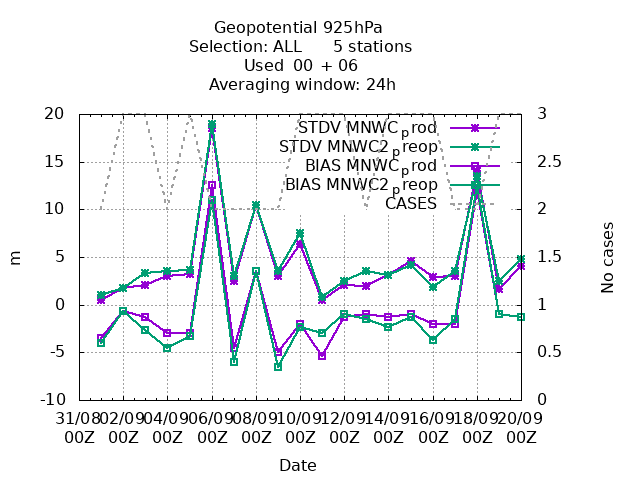 Geopotential 925hPa
Selection: ALL 5 stations
Used 00 + 06
Averaging window: 24h
20 3
STDV MNWC_prod
STDV MNWC2_preop
15 2.5
BIAS MNWC_prod
BIAS MNWC2_preop
CASES
10 2
5 1.5
0 1
-5 0.5
-10 0
m
No cases
31/08 02/09 04/09 06/09 08/09 10/09 12/09 14/09 16/09 18/09 20/09
00Z 00Z 00Z 00Z 00Z 00Z 00Z 00Z 00Z 00Z 00Z
Date